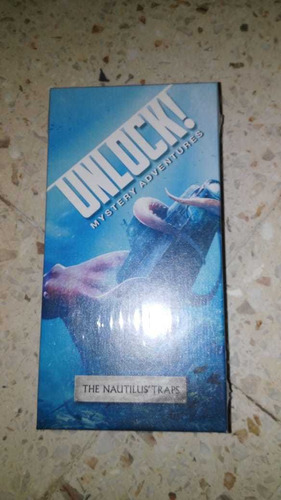 UNLOCK!
MYSTERY ADVENTURES
THE NAUTILUS' TRAPS